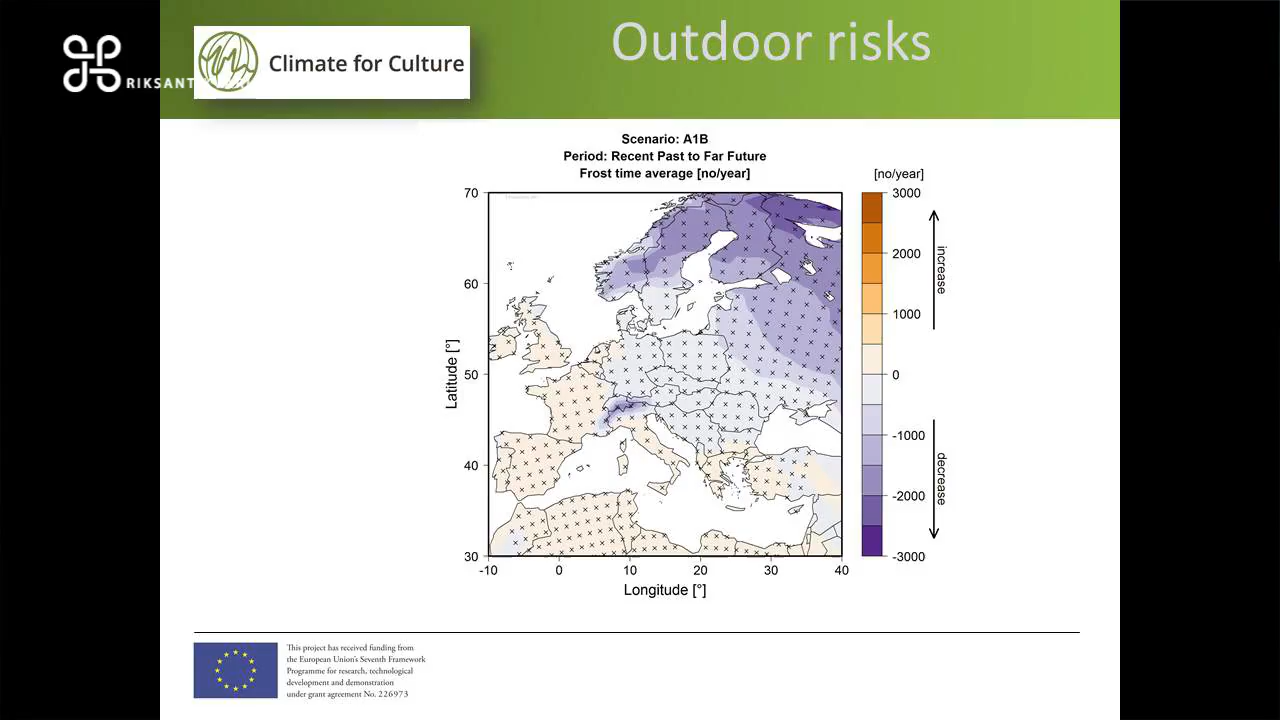 Outdoor risks
Climate for Culture
RIKSANT
Scenario: A1B
Period: Recent Past to Far Future
Frost time average [no/year]
[no/year]
70
60
50
40
30
Latitude [°]
-10
0
10
20
30
40
Longitude [°]
3000
2000
1000
0
-1000
-2000
-3000
increase
decrease
This project has received funding from
the European Union's Seventh Framework
Programme for research, technological
development and demonstration
under grant agreement No. 226973